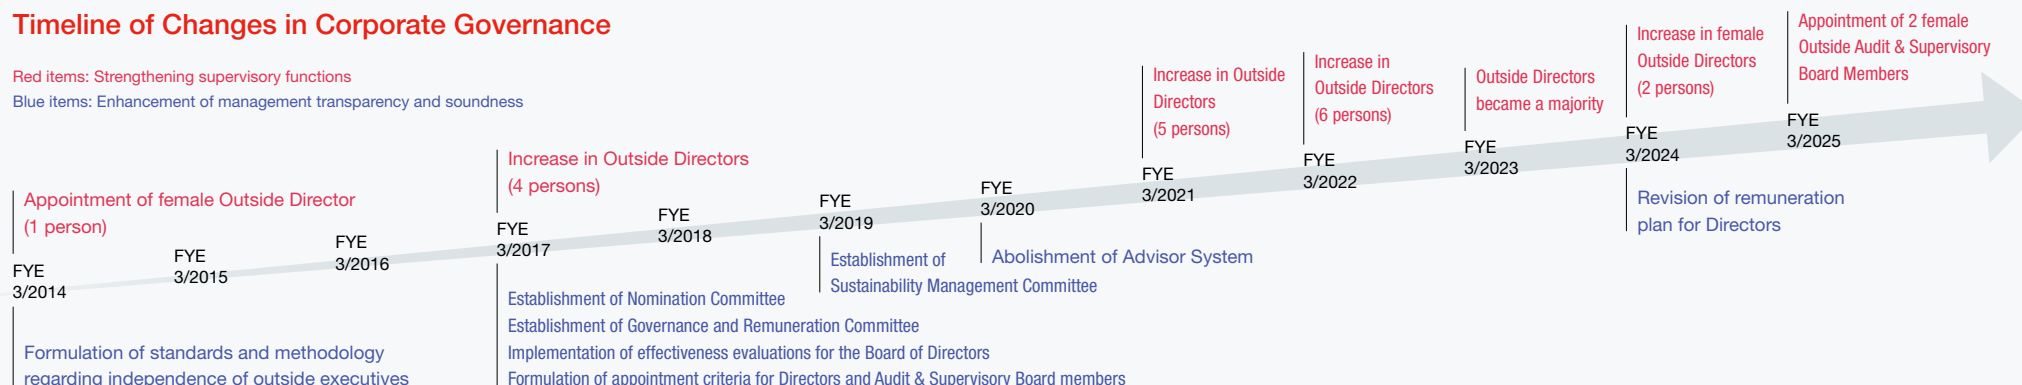 Timeline of Changes in Corporate Governance
Red items: Strengthening supervisory functions
Blue items: Enhancement of management transparency and soundness
Appointment of female Outside Director
(1 person)
FYE
3/2014
Formulation of standards and methodology
regarding independence of outside executives
FYE
3/2015
FYE
3/2016
Increase in Outside Directors
(4 persons)
FYE
3/2017
Establishment of Nomination Committee
Establishment of Governance and Remuneration Committee
Implementation of effectiveness evaluations for the Board of Directors
Formulation of appointment criteria for Directors and Audit & Supervisory Board members
FYE
3/2018
FYE
3/2019
Establishment of
Sustainability Management Committee
FYE
3/2020
Abolishment of Advisor System
Increase in Outside
Directors
(5 persons)
FYE
3/2021
Increase in
Outside Directors
(6 persons)
FYE
3/2022
Outside Directors
became a majority
FYE
3/2023
Increase in female
Outside Directors
(2 persons)
FYE
3/2024
Revision of remuneration
plan for Directors
Appointment of 2 female
Outside Audit & Supervisory
Board Members
FYE
3/2025